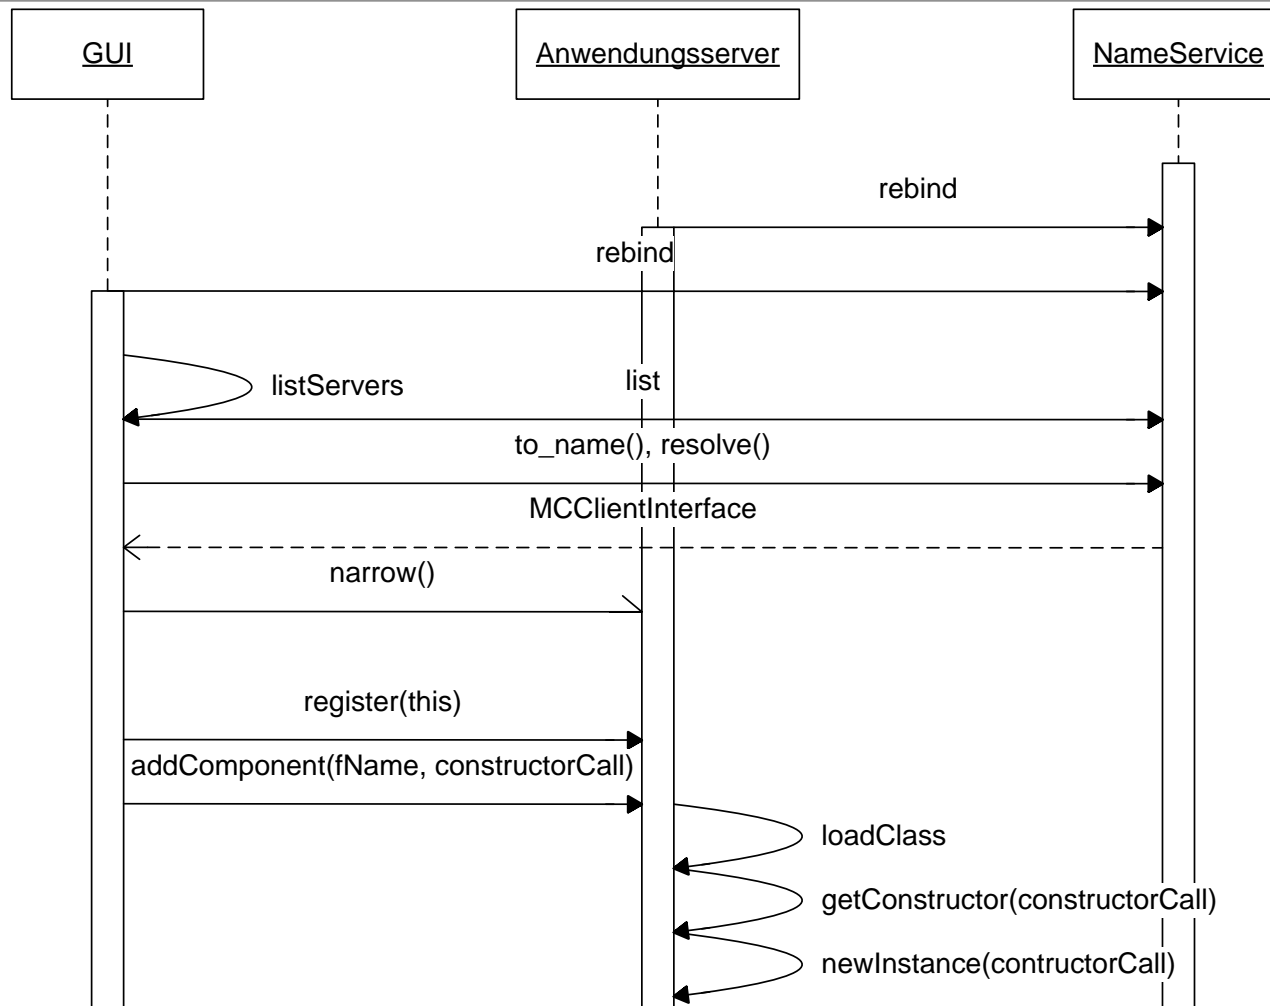 GUI
Anwendungsserver
NameService
rebind
rebind
listServers
list
to_name(), resolve()
MCClientInterface
narrow()
register(this)
addComponent(fName, constructorCall)
loadClass
getConstructor(constructorCall)
newInstance(contructorCall)